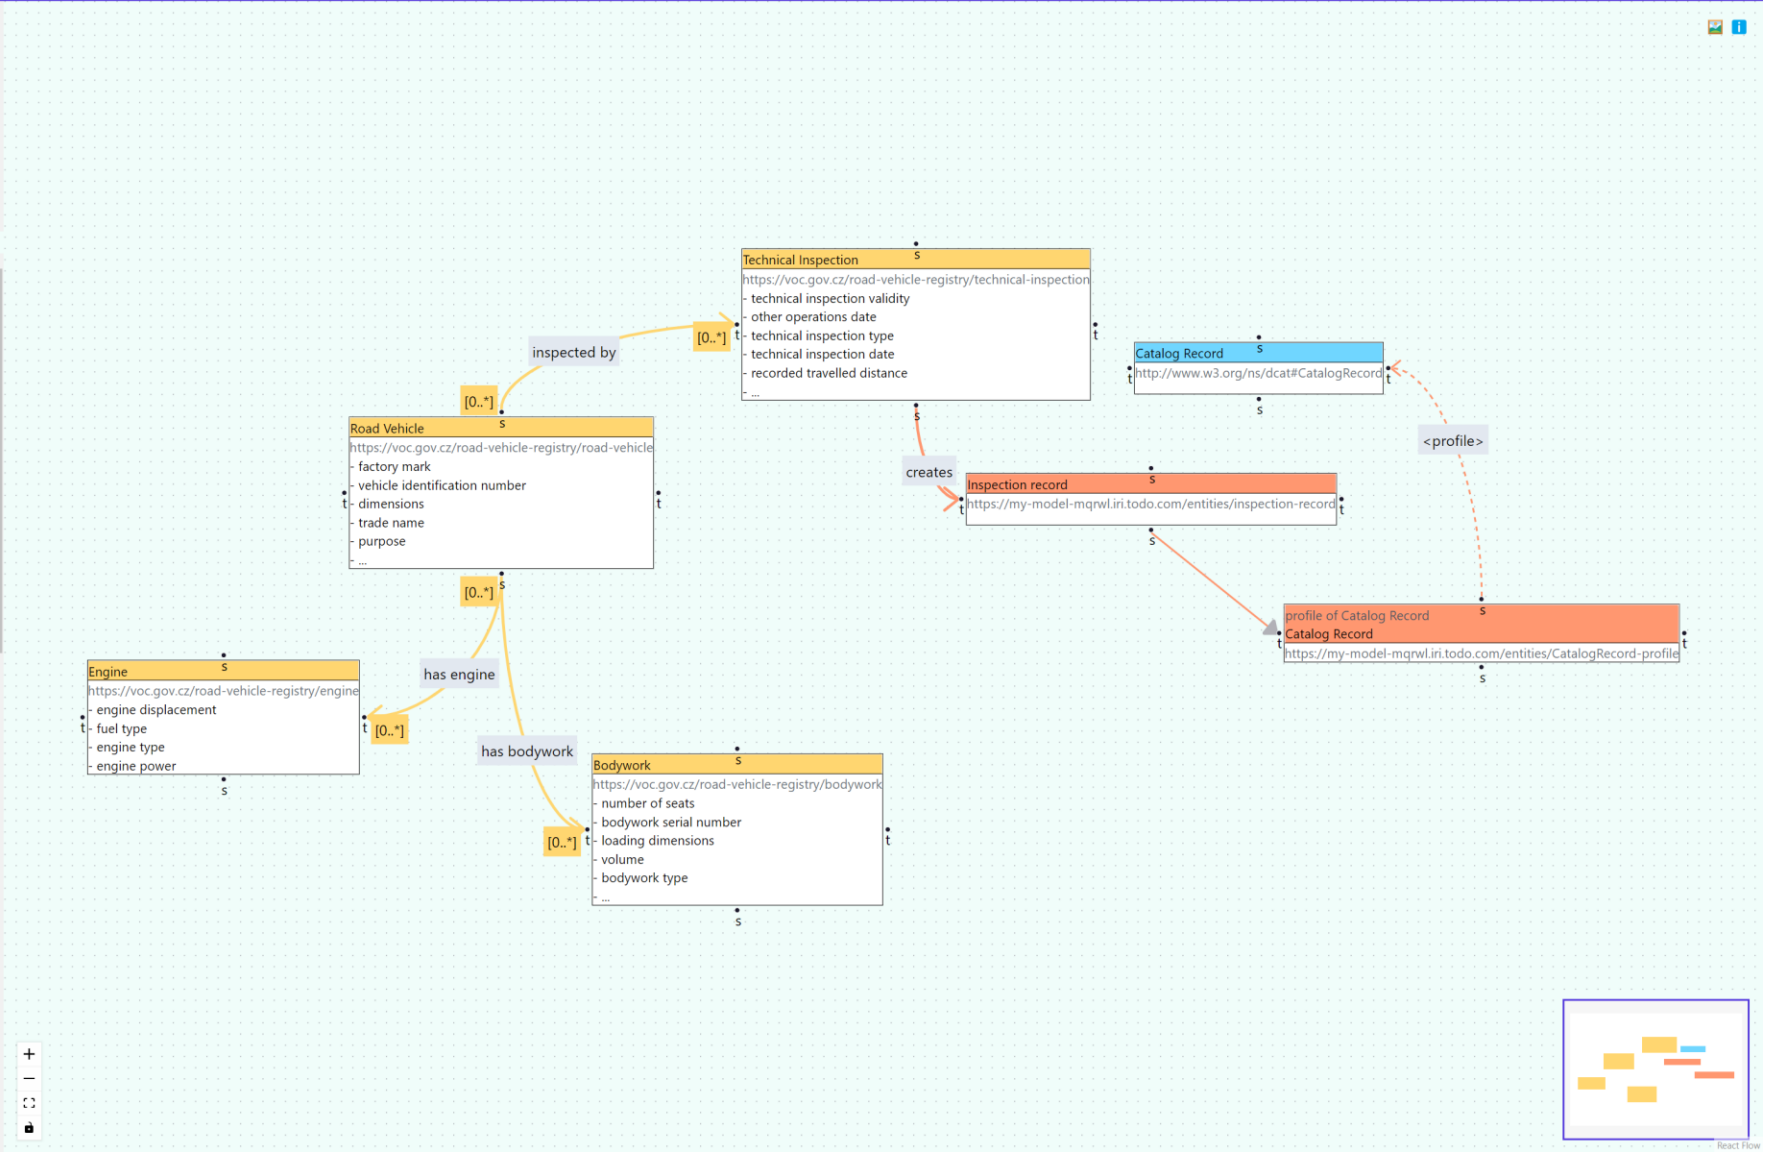 Technical Inspection
s
https://voc.gov.cz/road-vehicle-registry/technical-inspection
- technical inspection validity
- other operations date
- technical inspection type
- technical inspection date
- recorded travelled distance
- ...
t
t
s
inspected by
[0..*]
[0..*]
Catalog Record
s
http://www.w3.org/ns/dcat#CatalogRecord
t
t
s
<profile>
Road Vehicle
s
https://voc.gov.cz/road-vehicle-registry/road-vehicle
- factory mark
- vehicle identification number
- dimensions
- trade name
- purpose
- ...
t
t
s
[0..*]
creates
Inspection record
s
https://my-model-mqrwl.iri.todo.com/entities/inspection-record
t
t
s
profile of Catalog Record
s
Catalog Record
https://my-model-mqrwl.iri.todo.com/entities/CatalogRecord-profile
t
t
s
has engine
[0..*]
Engine
s
https://voc.gov.cz/road-vehicle-registry/engine
- engine displacement
- fuel type
- engine type
- engine power
t
t
s
has bodywork
[0..*]
Bodywork
s
https://voc.gov.cz/road-vehicle-registry/bodywork
- number of seats
- bodywork serial number
- loading dimensions
- volume
- bodywork type
- ...
t
t
s
React Flow